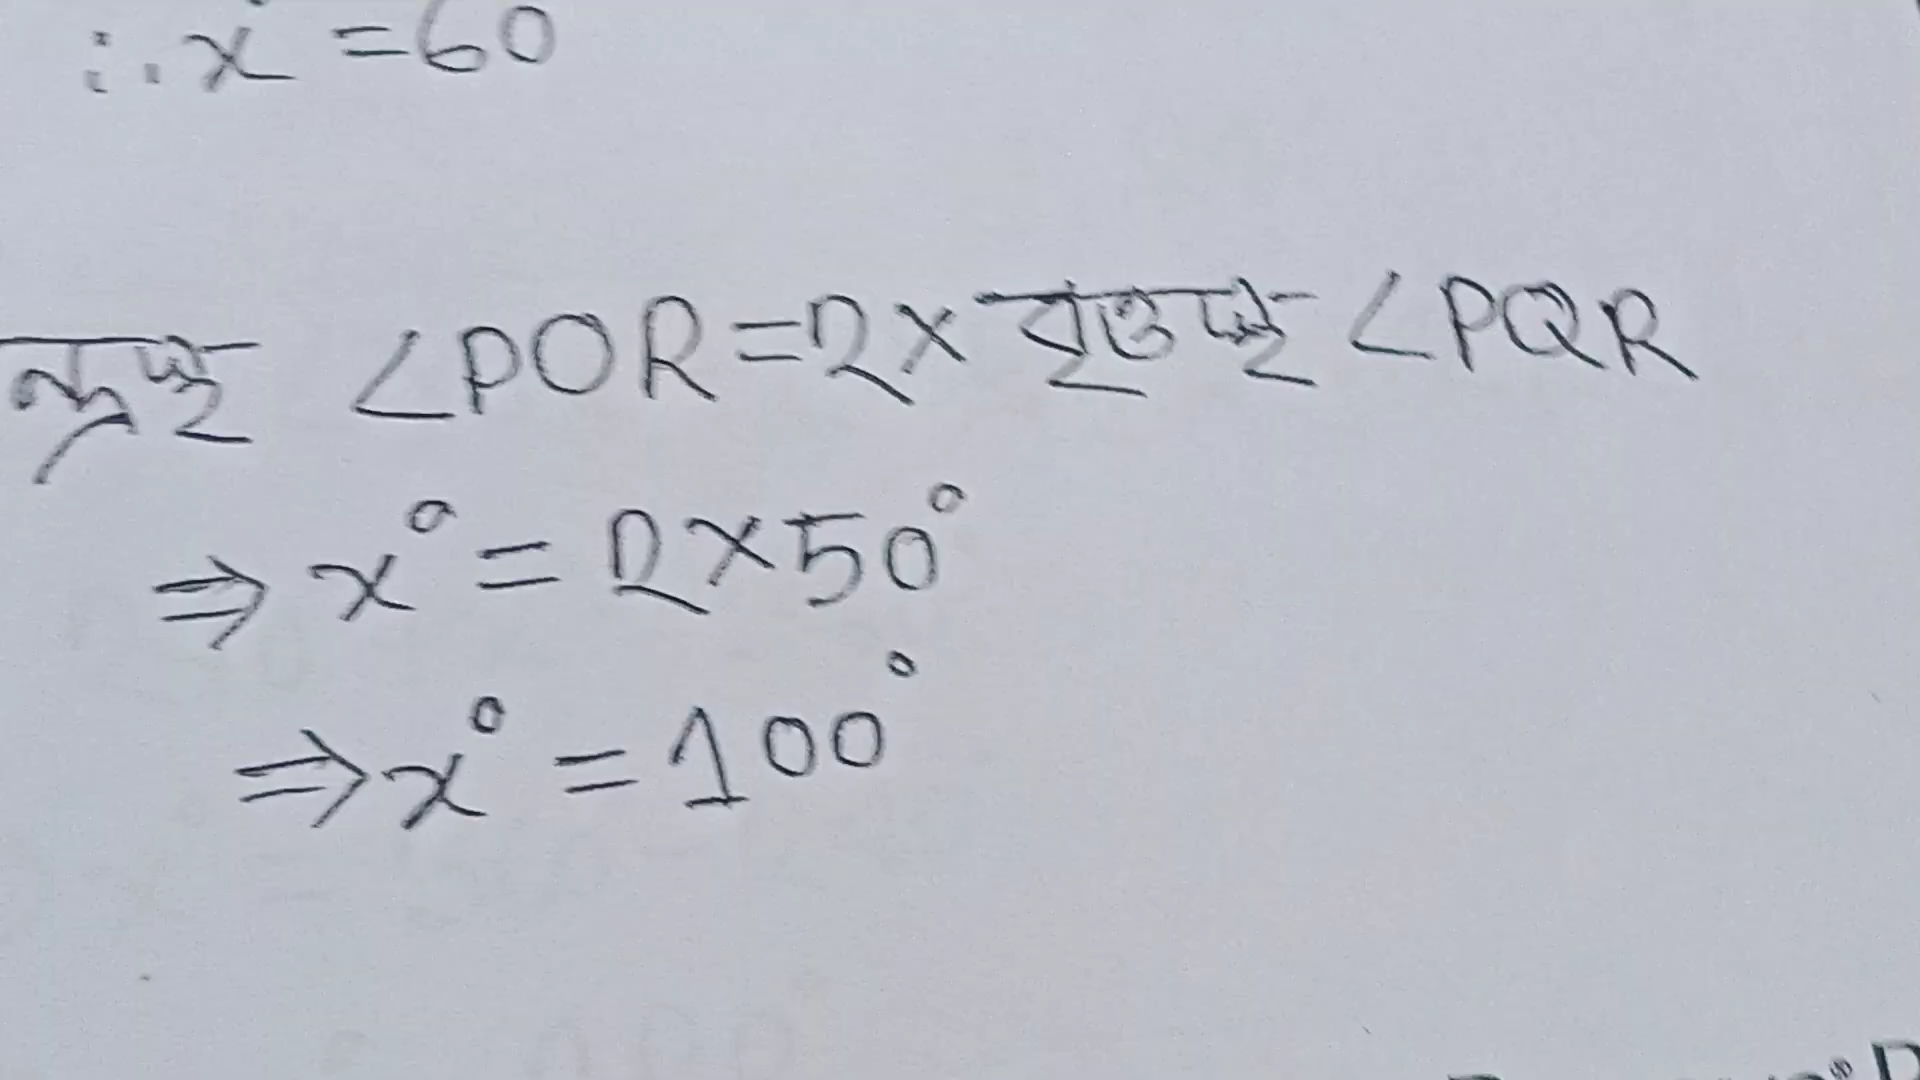 ∴ x = 60
ন্দ্রস্থ ∠POR = 2 × বৃত্তস্থ ∠PQR
⇒ x° = 2 × 50°
⇒ x° = 100°